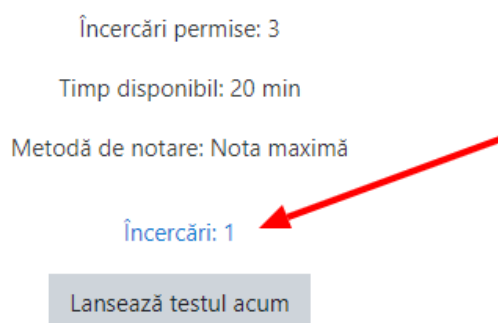 Încercări permise: 3
Timp disponibil: 20 min
Metodă de notare: Nota maximă
Încercări: 1
Lansează testul acum